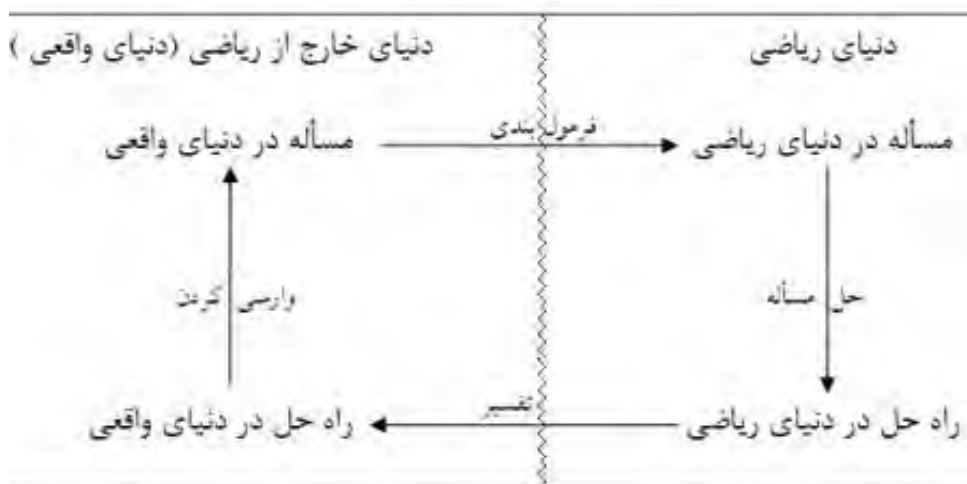 دنیای ریاضی
دنیای خارج از ریاضی (دنیای واقعی )
مسأله در دنیای ریاضی
فرمول بندی
مسأله در دنیای واقعی
حل مسأله
وارسی کردن
راه حل در دنیای ریاضی
تفسیر
راه حل در دنیای واقعی